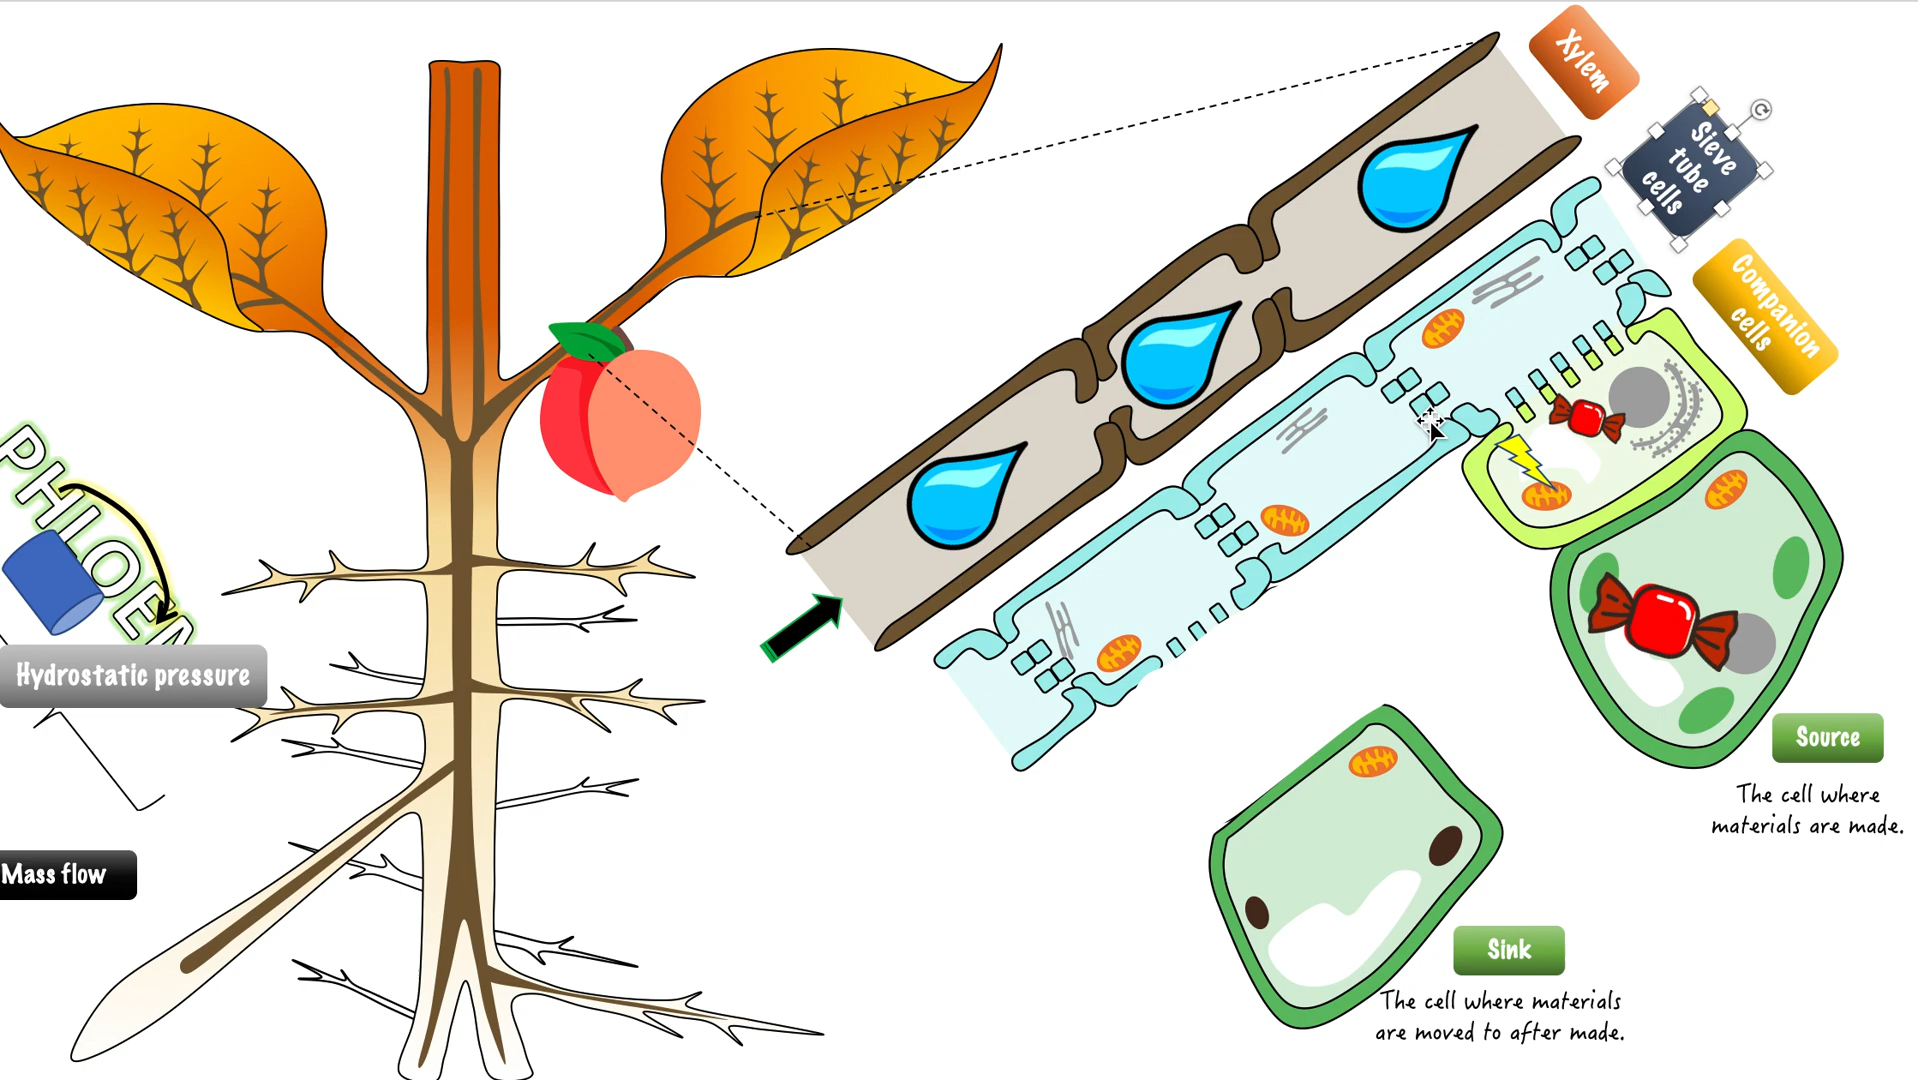 Xylem
Sieve
tube
cells
Companion
cells
PHLOEM
Hydrostatic pressure
Source
The cell where
materials are made.
Mass flow
Sink
The cell where materials
are moved to after made.